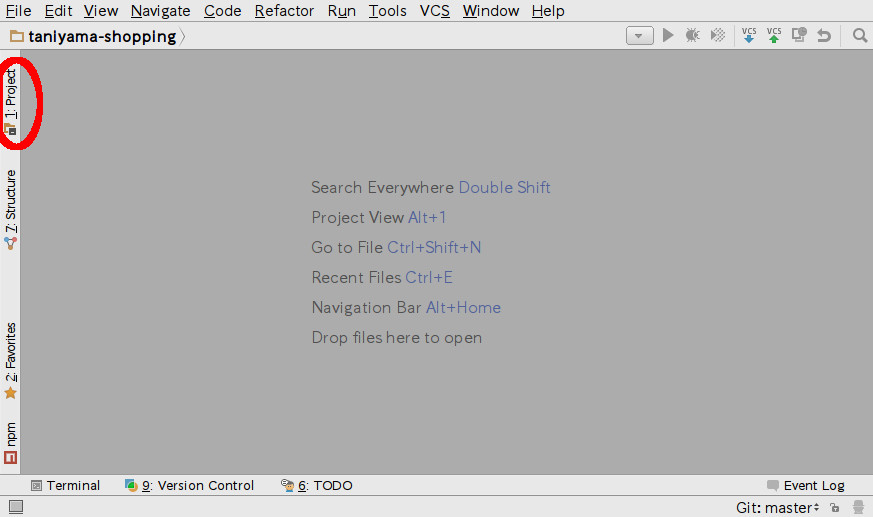 File Edit View Navigate Code Refactor Run Tools VCS Window Help
taniyama-shopping
VCS VCS
1: Project
7: Structure
2: Favorites
npm
Search Everywhere Double Shift
Project View Alt+1
Go to File Ctrl+Shift+N
Recent Files Ctrl+E
Navigation Bar Alt+Home
Drop files here to open
Terminal 9: Version Control 6: TODO Event Log
Git: master